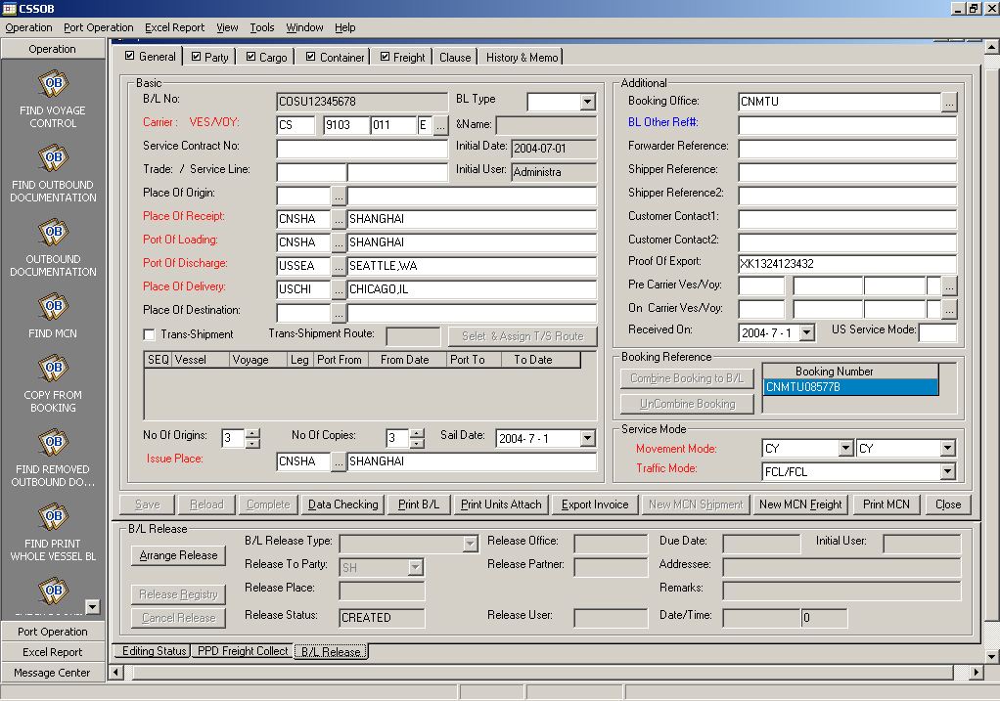 CSSOB
Operation Port Operation Excel Report View Tools Window Help
Operation
FIND VOYAGE
CONTROL
FIND OUTBOUND
DOCUMENTATION
OUTBOUND
DOCUMENTATION
FIND MCN
COPY FROM
BOOKING
FIND REMOVED
OUTBOUND DO...
FIND PRINT
WHOLE VESSEL BL
Port Operation
Excel Report
Message Center
General Party Cargo Container Freight Clause History & Memo
Basic
B/L No: COSU12345678 BL Type
Carrier : VES/VOY: CS 9103 011 E ... &Name:
Service Contract No: Initial Date: 2004-07-01
Trade: / Service Line: Initial User: Administra
Place Of Origin: ...
Place Of Receipt: CNSHA ... SHANGHAI
Port Of Loading: CNSHA ... SHANGHAI
Port Of Discharge: USSEA ... SEATTLE,WA
Place Of Delivery: USCHI ... CHICAGO,IL
Place Of Destination: ...
Trans-Shipment Trans-Shipment Route: Selet & Assign T/S Route
SEQ Vessel Voyage Leg Port From From Date Port To To Date
No Of Origins: 3 No Of Copies: 3 Sail Date: 2004- 7 - 1
Issue Place: CNSHA ... SHANGHAI
Additional
Booking Office: CNMTU ...
BL Other Ref#:
Forwarder Reference:
Shipper Reference:
Shipper Reference2:
Customer Contact1:
Customer Contact2:
Proof Of Export: XK1324123432
Pre Carrier Ves/Voy: ...
On Carrier Ves/Voy: ...
Received On: 2004- 7 - 1 US Service Mode:
Booking Reference
Combine Booking to B/L
UnCombine Booking
Booking Number
CNMTU08577B
Service Mode
Movement Mode: CY CY
Traffic Mode: FCL/FCL
Save Reload Complete Data Checking Print B/L Print Units Attach Export Invoice New MCN Shipment New MCN Freight Print MCN Close
B/L Release
Arrange Release
Release Registry
Cancel Release
B/L Release Type: Release Office: Due Date: Initial User:
Release To Party: SH Release Partner: Addressee:
Release Place: Remarks:
Release Status: CREATED Release User: Date/Time: 0
Editing Status PPD Freight Collect B/L Release